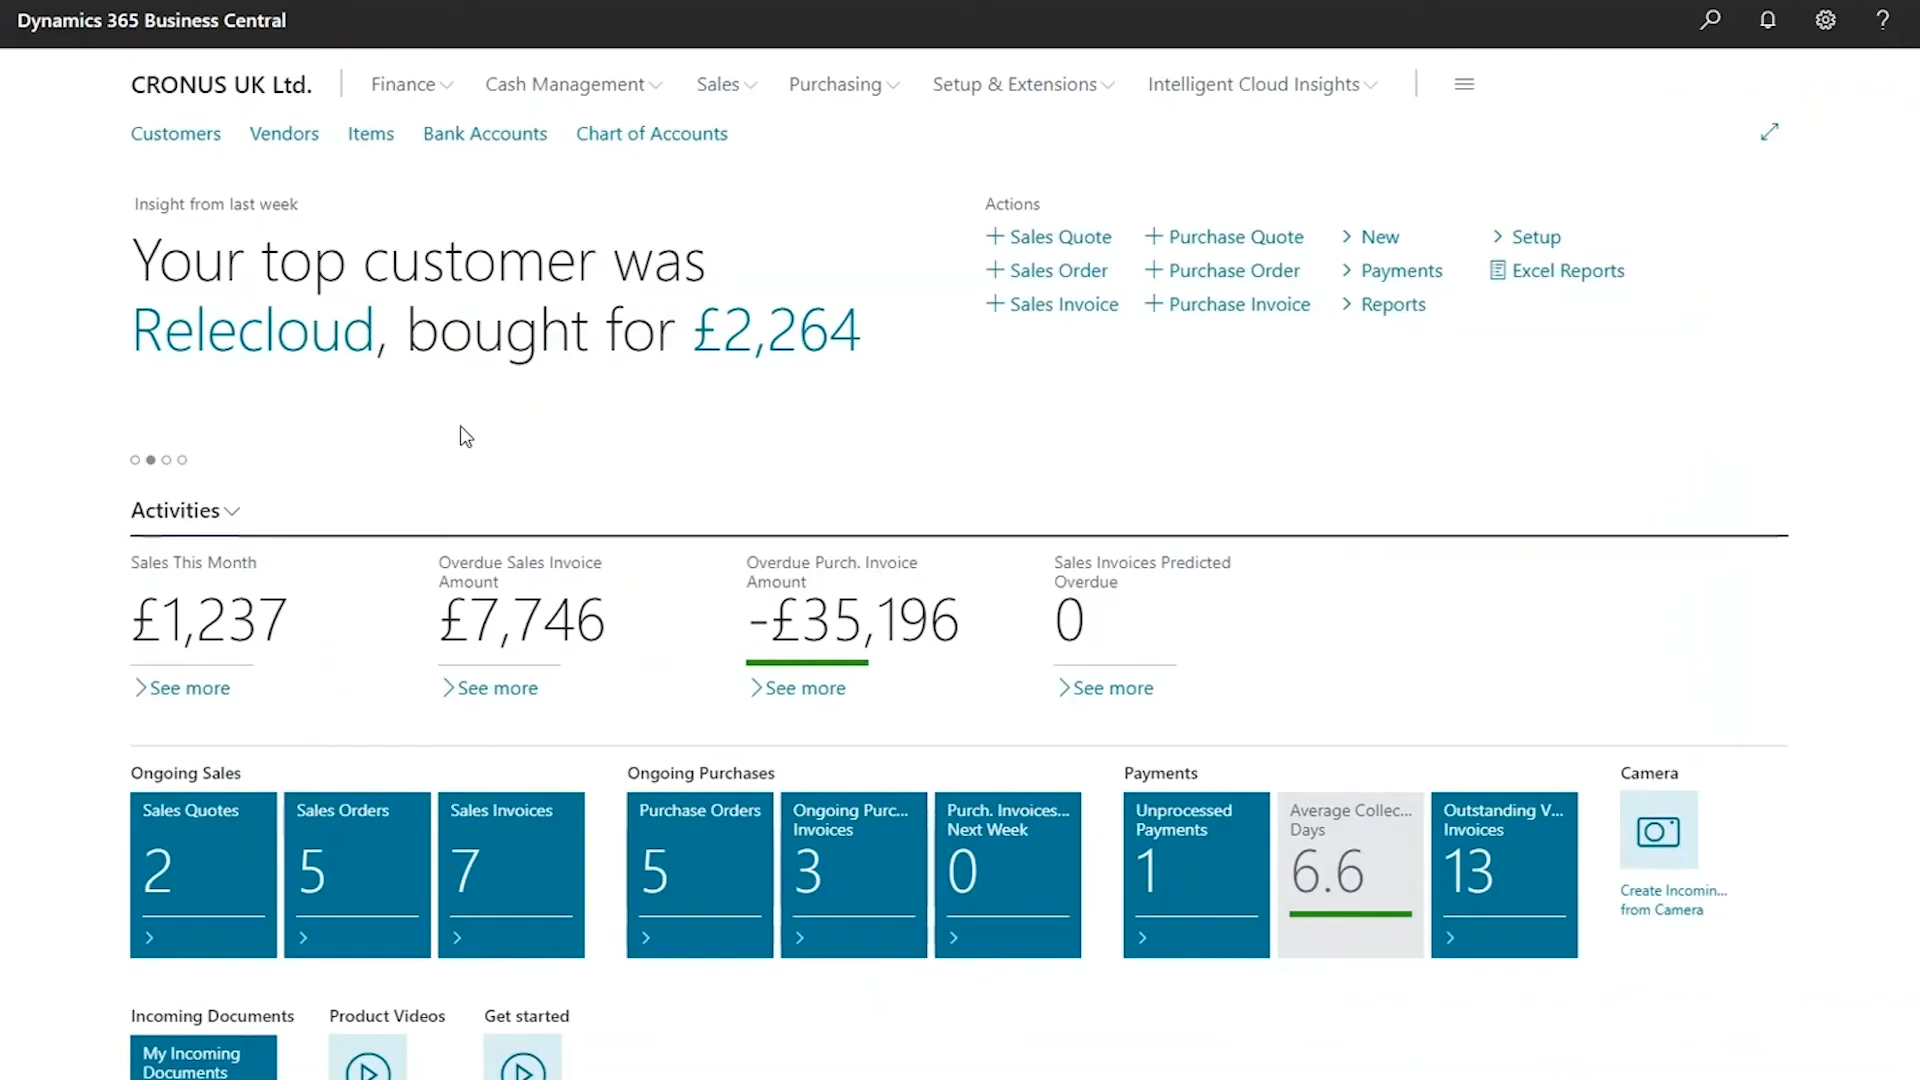 Dynamics 365 Business Central
?
CRONUS UK Ltd.
Finance
Cash Management
Sales
Purchasing
Setup & Extensions
Intelligent Cloud Insights
Customers
Vendors
Items
Bank Accounts
Chart of Accounts
Insight from last week
Your top customer was
Relecloud, bought for £2,264
Actions
+ Sales Quote
+ Purchase Quote
> New
> Setup
+ Sales Order
+ Purchase Order
> Payments
Excel Reports
+ Sales Invoice
+ Purchase Invoice
> Reports
Activities
Sales This Month
£1,237
>See more
Overdue Sales Invoice
Amount
£7,746
>See more
Overdue Purch. Invoice
Amount
-£35,196
>See more
Sales Invoices Predicted
Overdue
0
>See more
Ongoing Sales
Sales Quotes
2
>
Sales Orders
5
>
Sales Invoices
7
>
Ongoing Purchases
Purchase Orders
5
>
Ongoing Purc...
Invoices
3
>
Purch. Invoices...
Next Week
0
>
Payments
Unprocessed
Payments
1
>
Average Collec...
Days
6.6
Outstanding V...
Invoices
13
>
Camera
Create Incomin...
from Camera
Incoming Documents
My Incoming
Documents
Product Videos
Get started